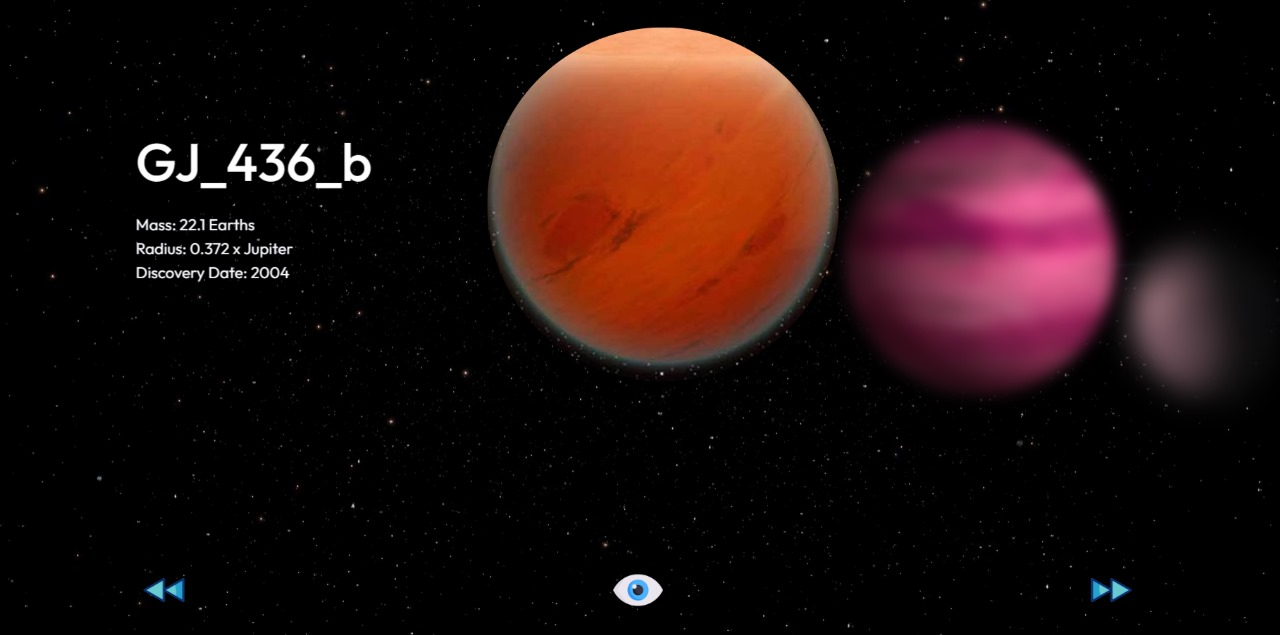 GJ_436_b
Mass: 22.1 Earths
Radius: 0.372 x Jupiter
Discovery Date: 2004